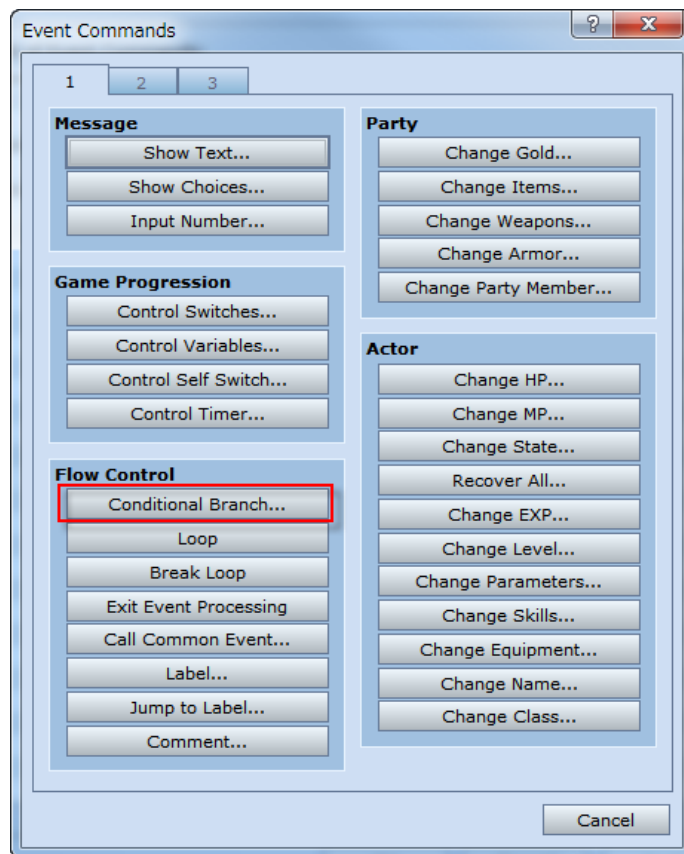 Event Commands
? X
1 2 3
Message
Show Text...
Show Choices...
Input Number...
Game Progression
Control Switches...
Control Variables...
Control Self Switch...
Control Timer...
Flow Control
Conditional Branch...
Loop
Break Loop
Exit Event Processing
Call Common Event...
Label...
Jump to Label...
Comment...
Party
Change Gold...
Change Items...
Change Weapons...
Change Armor...
Change Party Member...
Actor
Change HP...
Change MP...
Change State...
Recover All...
Change EXP...
Change Level...
Change Parameters...
Change Skills...
Change Equipment...
Change Name...
Change Class...
Cancel